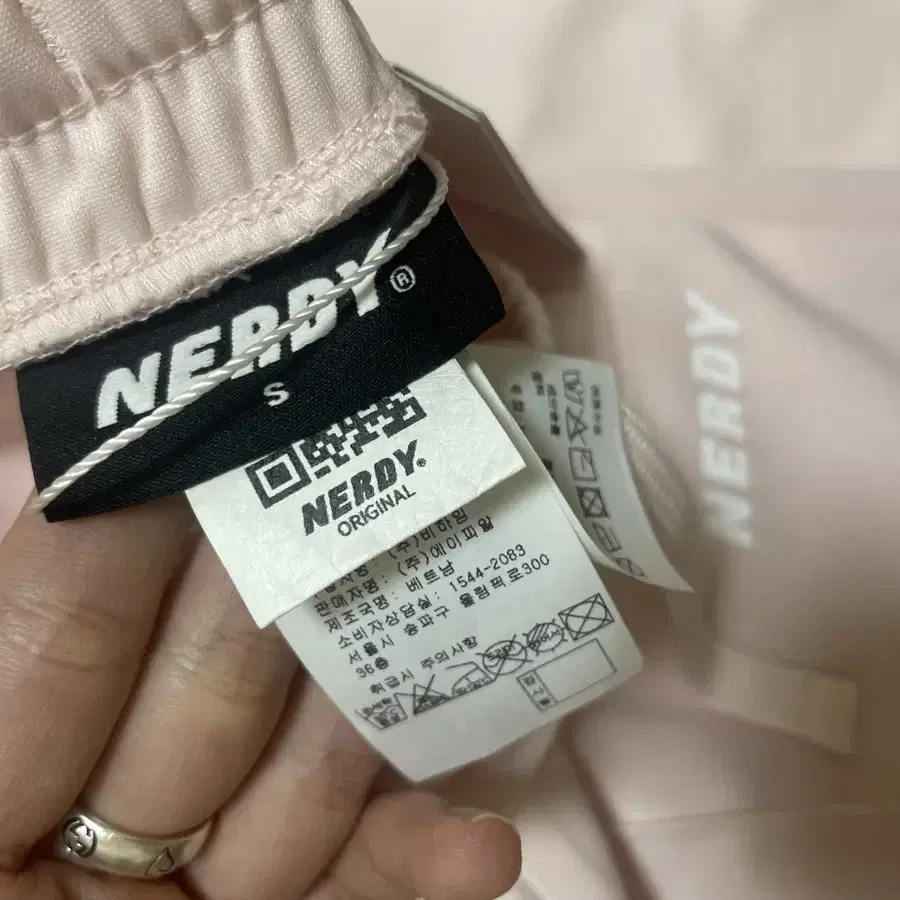 NERDY®
S
NERDY.
ORIGINAL
(주)비하임
판매자명: (주)에이피알
제조국명: 베트남
소비자상담실: 1544-2083
서울시 송파구 올림픽로300
36층
취급시 주의사항
NERDY